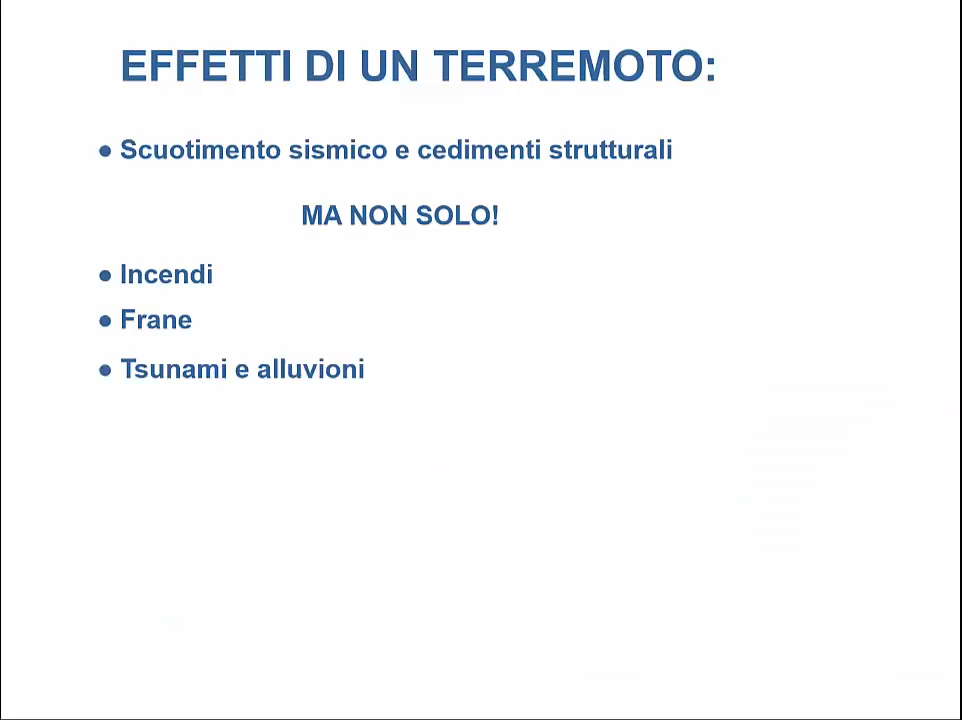 EFFETTI DI UN TERREMOTO:
● Scuotimento sismico e cedimenti strutturali
MA NON SOLO!
● Incendi
● Frane
● Tsunami e alluvioni